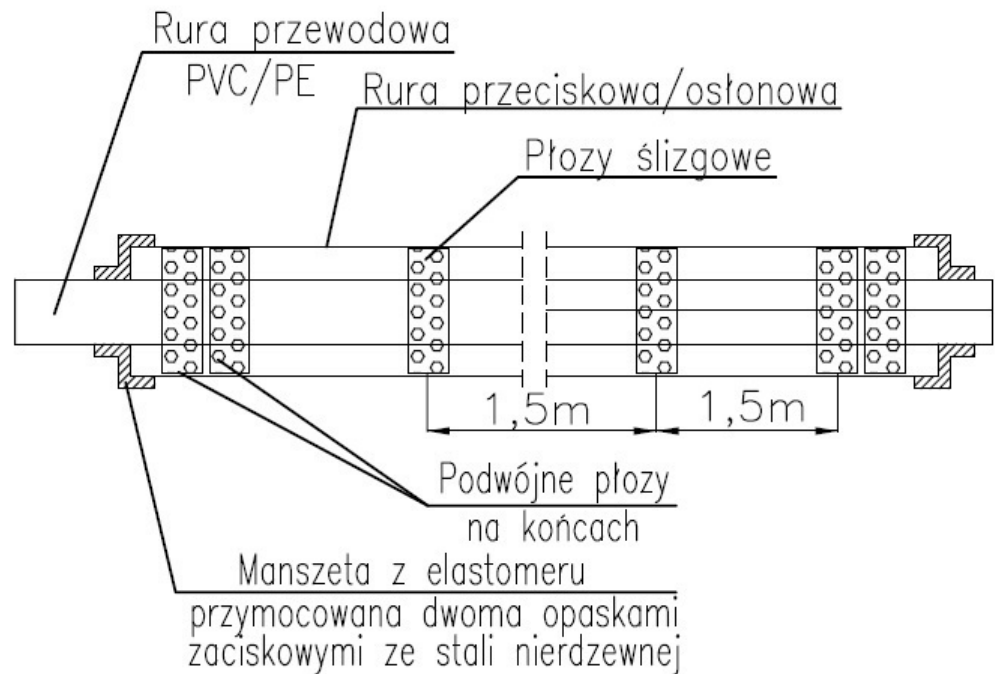 Rura przewodowa
PVC/PE
Rura przeciskowa/osłonowa
Płozy ślizgowe
1,5m
1,5m
Podwójne płozy
na końcach
Manszeta z elastomeru
przymocowana dwoma opaskami
zaciskowymi ze stali nierdzewnej